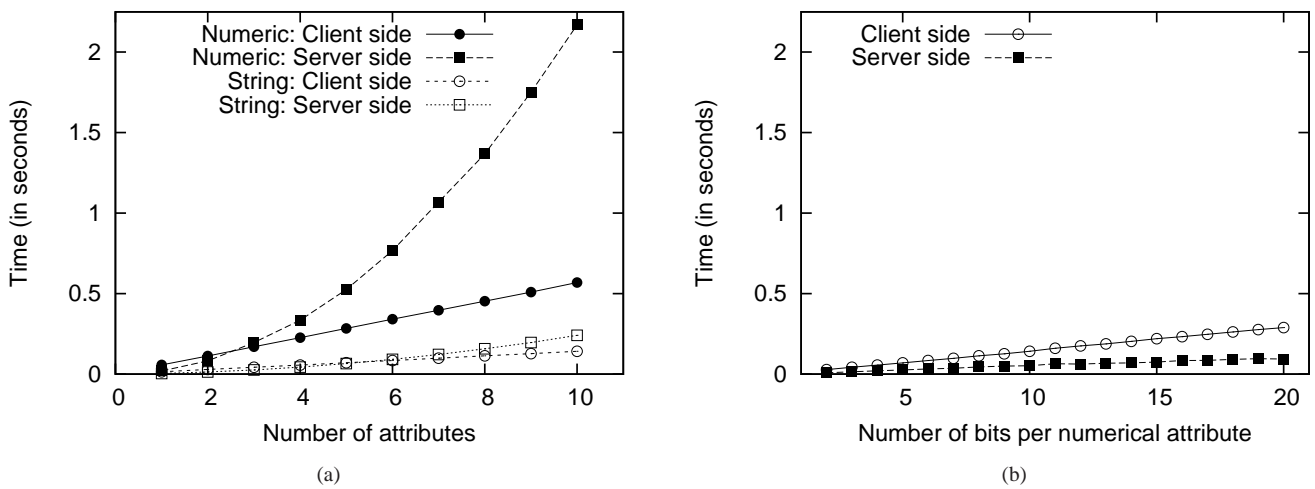 Time (in seconds)
2
1.5
1
0.5
0
Numeric: Client side
Numeric: Server side
String: Client side
String: Server side
0 2 4 6 8 10
Number of attributes
(a)
Time (in seconds)
2
1.5
1
0.5
0
Client side
Server side
5 10 15 20
Number of bits per numerical attribute
(b)